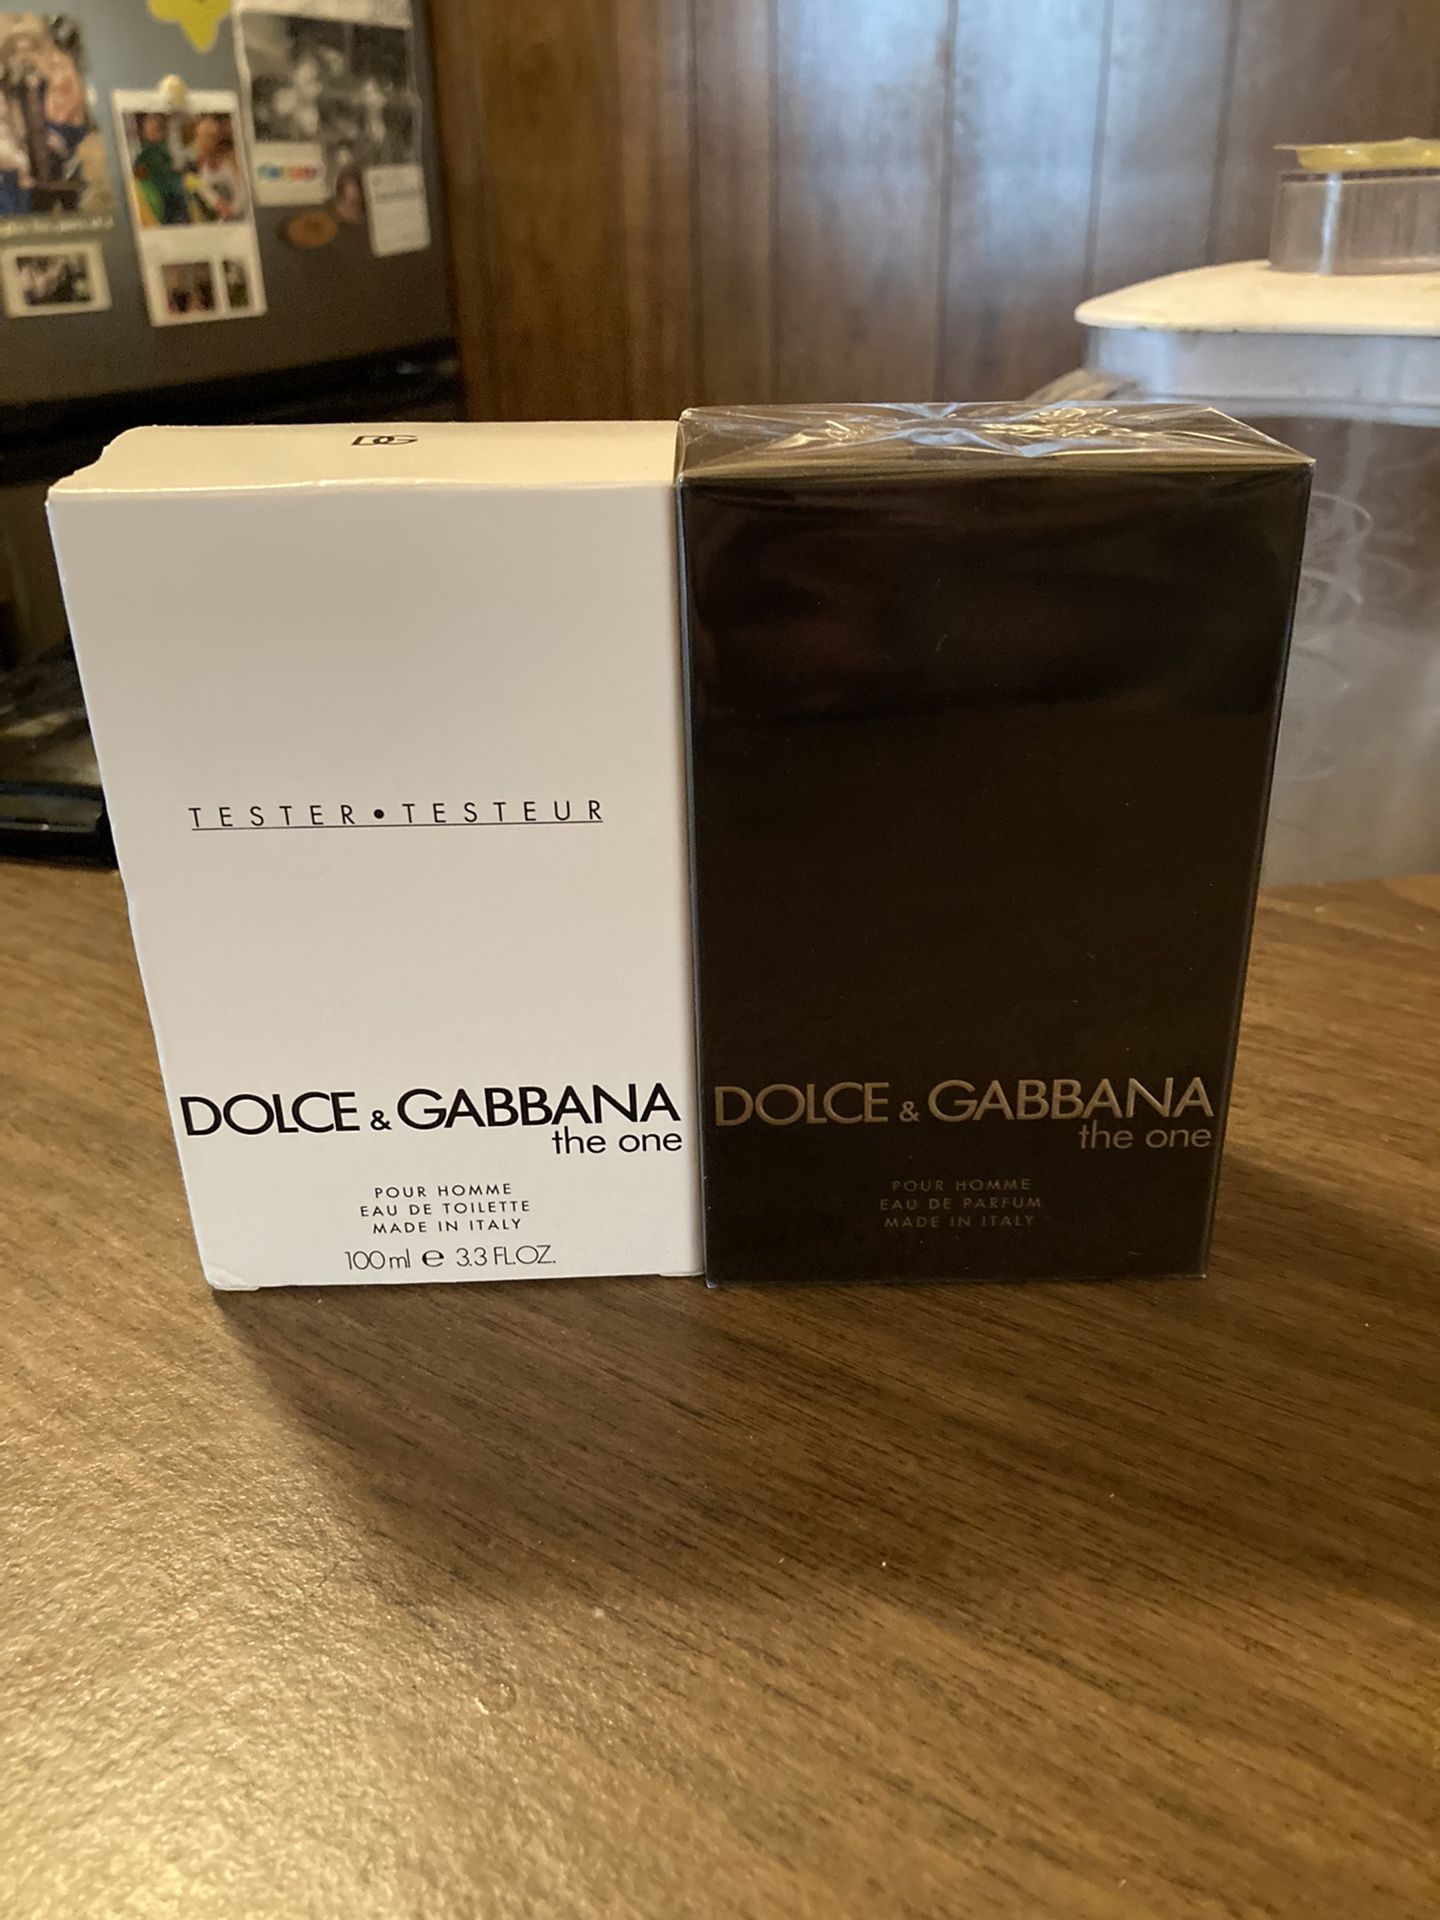 DG
TESTER • TESTEUR
DOLCE & GABBANA
the one
POUR HOMME
EAU DE TOILETTE
MADE IN ITALY
100 ml e 3.3 FL.OZ.
DOLCE & GABBANA
the one
POUR HOMME
EAU DE PARFUM
MADE IN ITALY